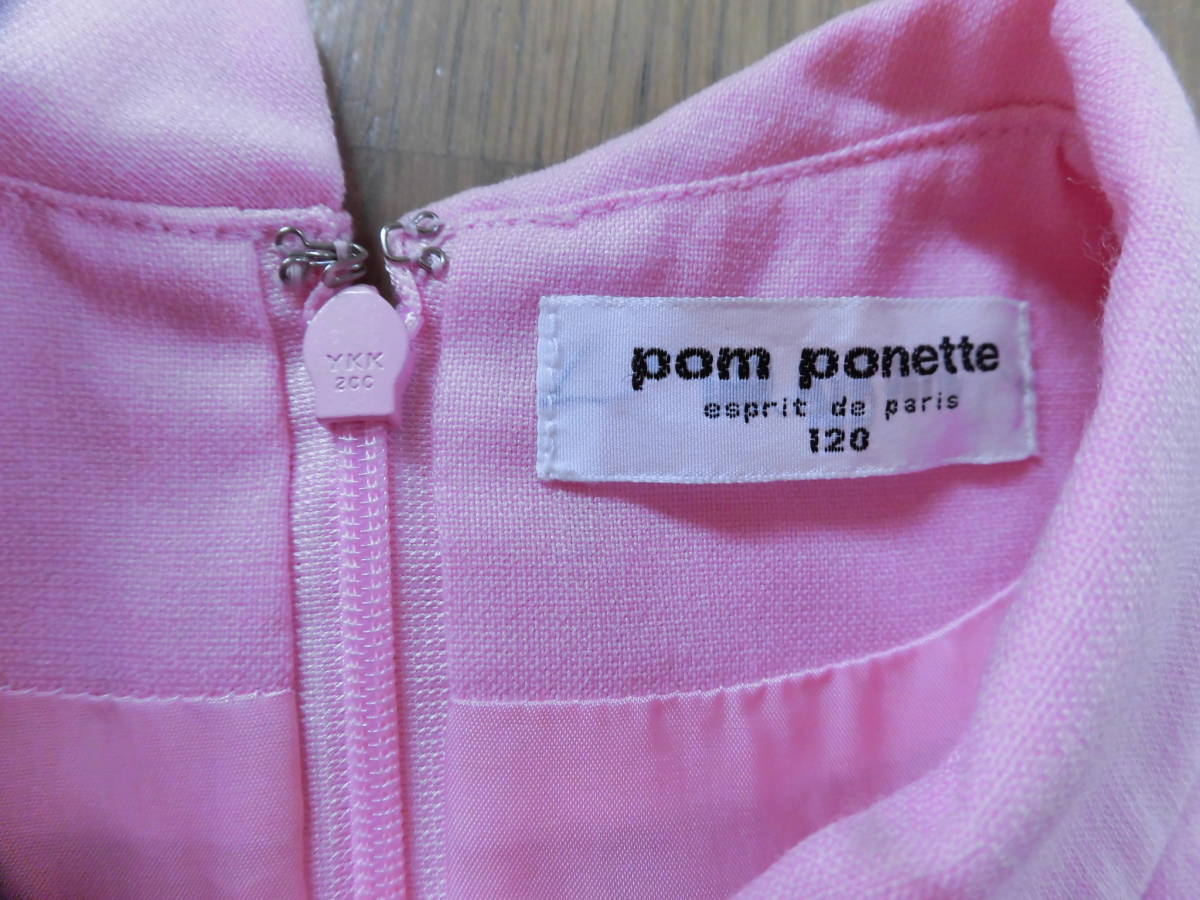 YKK
2CC
pom ponette
esprit de paris
120